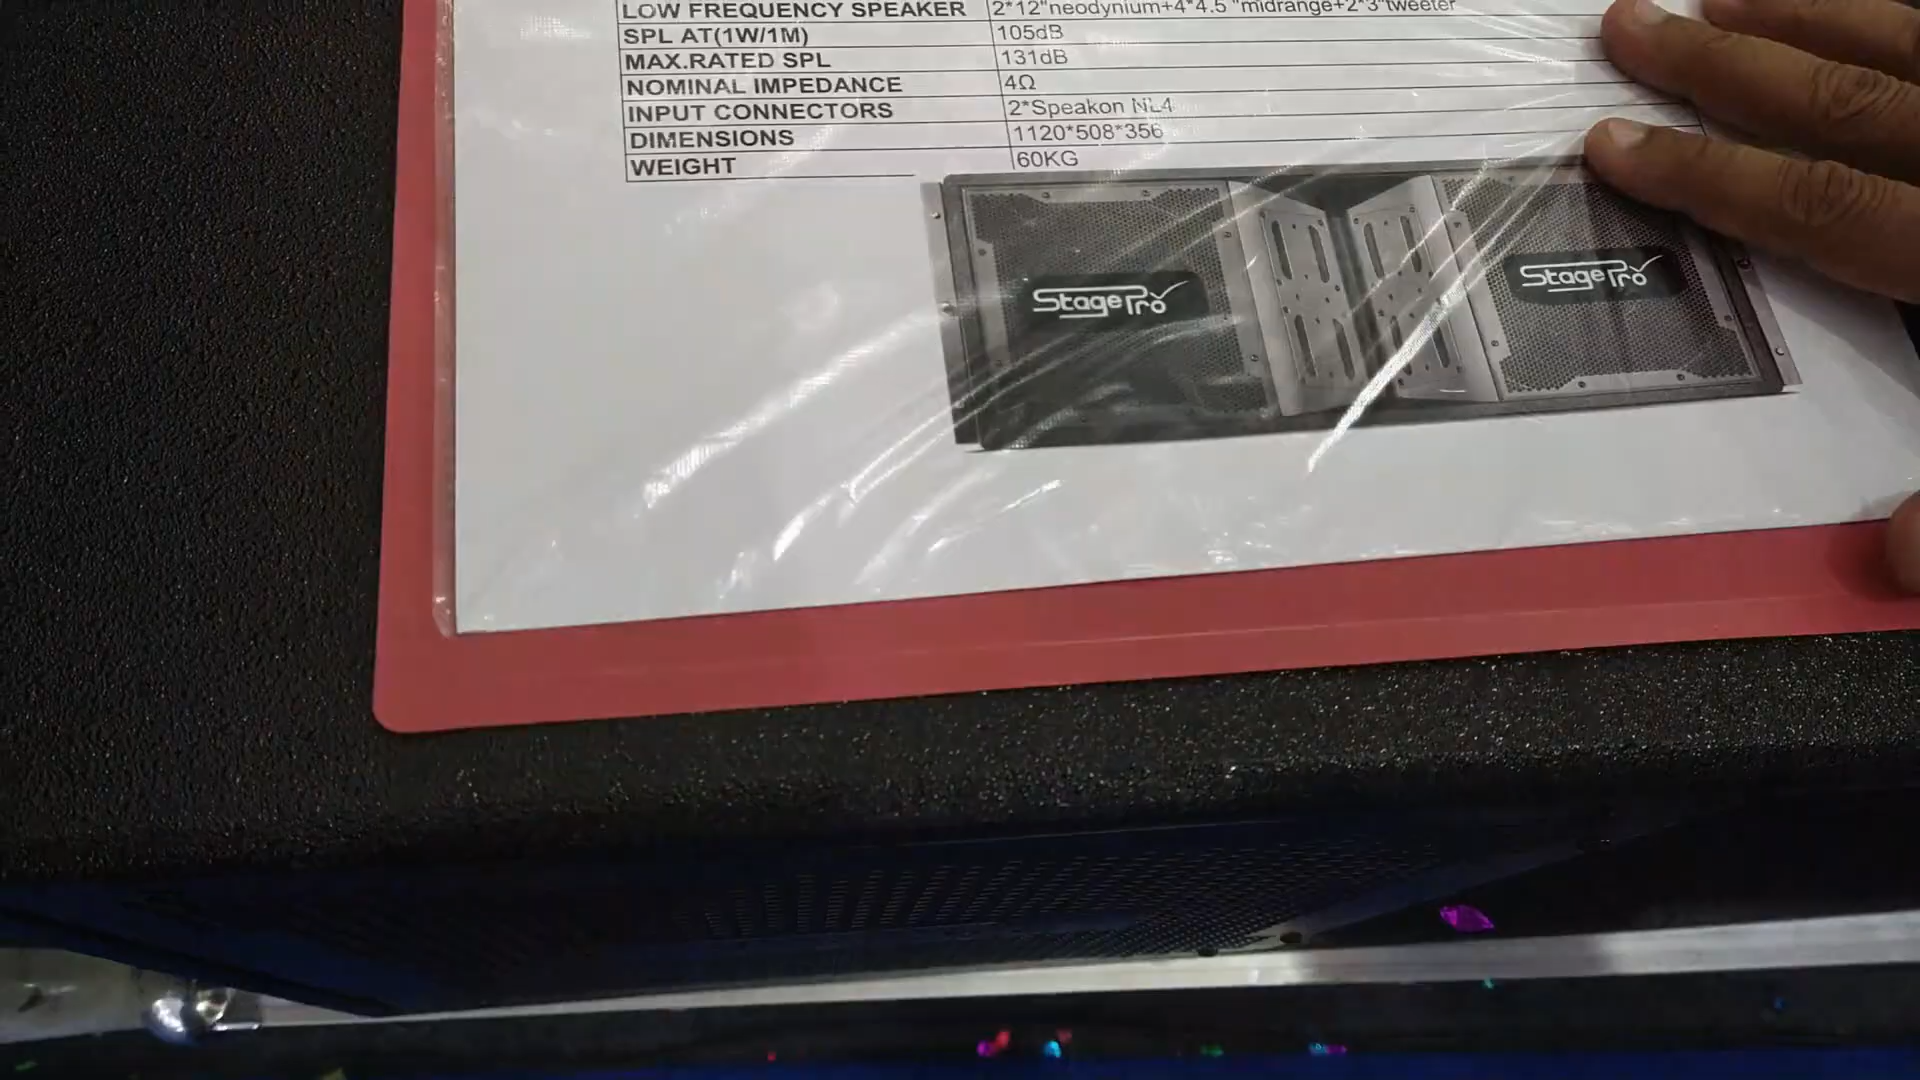 LOW FREQUENCY SPEAKER 2*12"neodynium+4*4.5"midrange+2*3"tweeter
SPL AT(1W/1M) 105dB
MAX.RATED SPL 131dB
NOMINAL IMPEDANCE 4Ω
INPUT CONNECTORS 2*Speakon NL4
DIMENSIONS 1120*508*356
WEIGHT 60KG
StagePro
StagePro